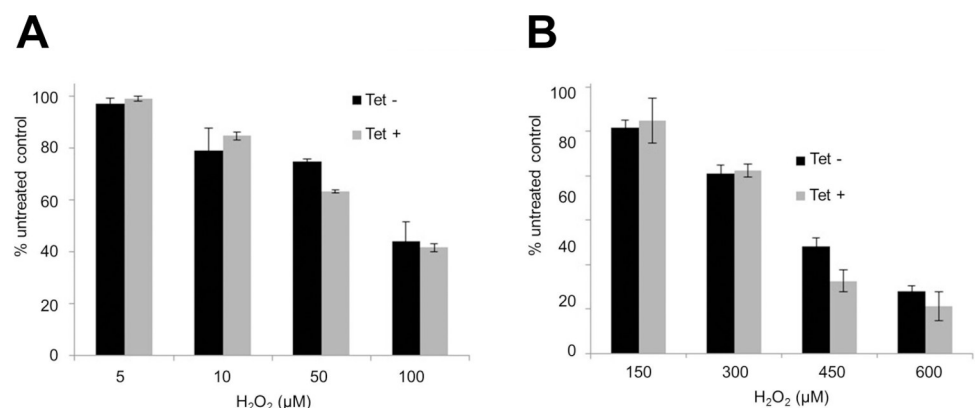 A
% untreated control
100
80
60
40
20
0
Tet -
Tet +
5 10 50 100
H₂O₂ (µM)
B
% untreated control
100
80
60
40
20
0
Tet -
Tet +
150 300 450 600
H₂O₂ (µM)